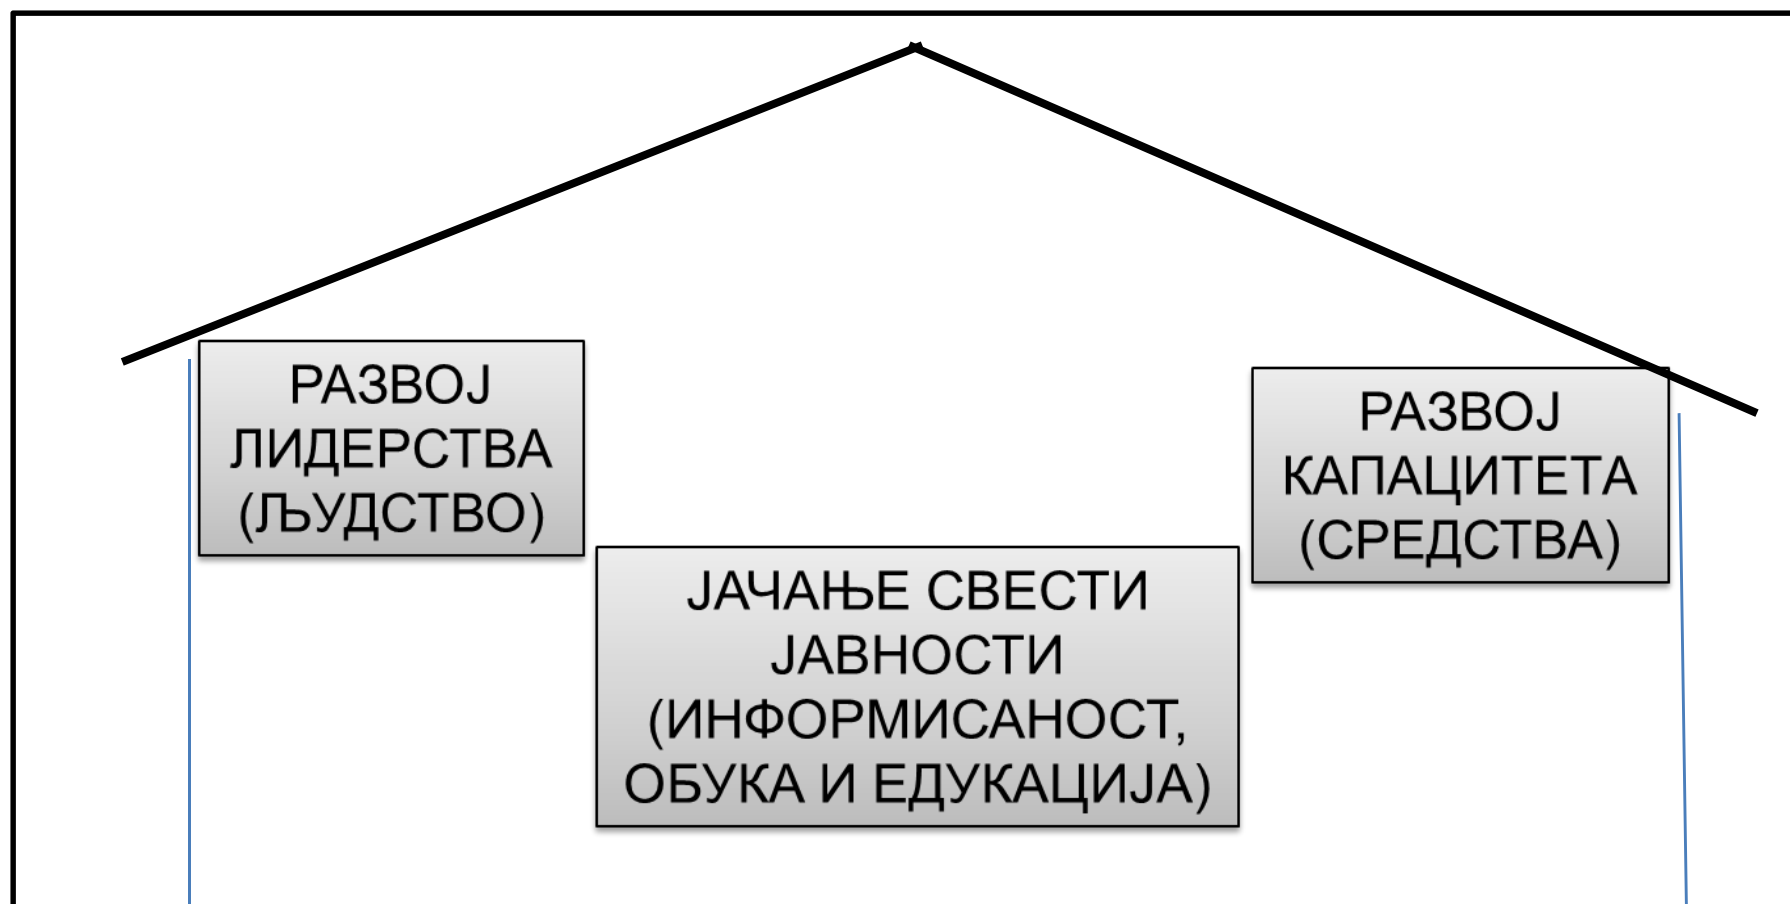 РАЗВОЈ
ЛИДЕРСТВА
(ЉУДСТВО)
РАЗВОЈ
КАПАЦИТЕТА
(СРЕДСТВА)
ЈАЧАЊЕ СВЕСТИ
ЈАВНОСТИ
(ИНФОРМИСАНОСТ,
ОБУКА И ЕДУКАЦИЈА)